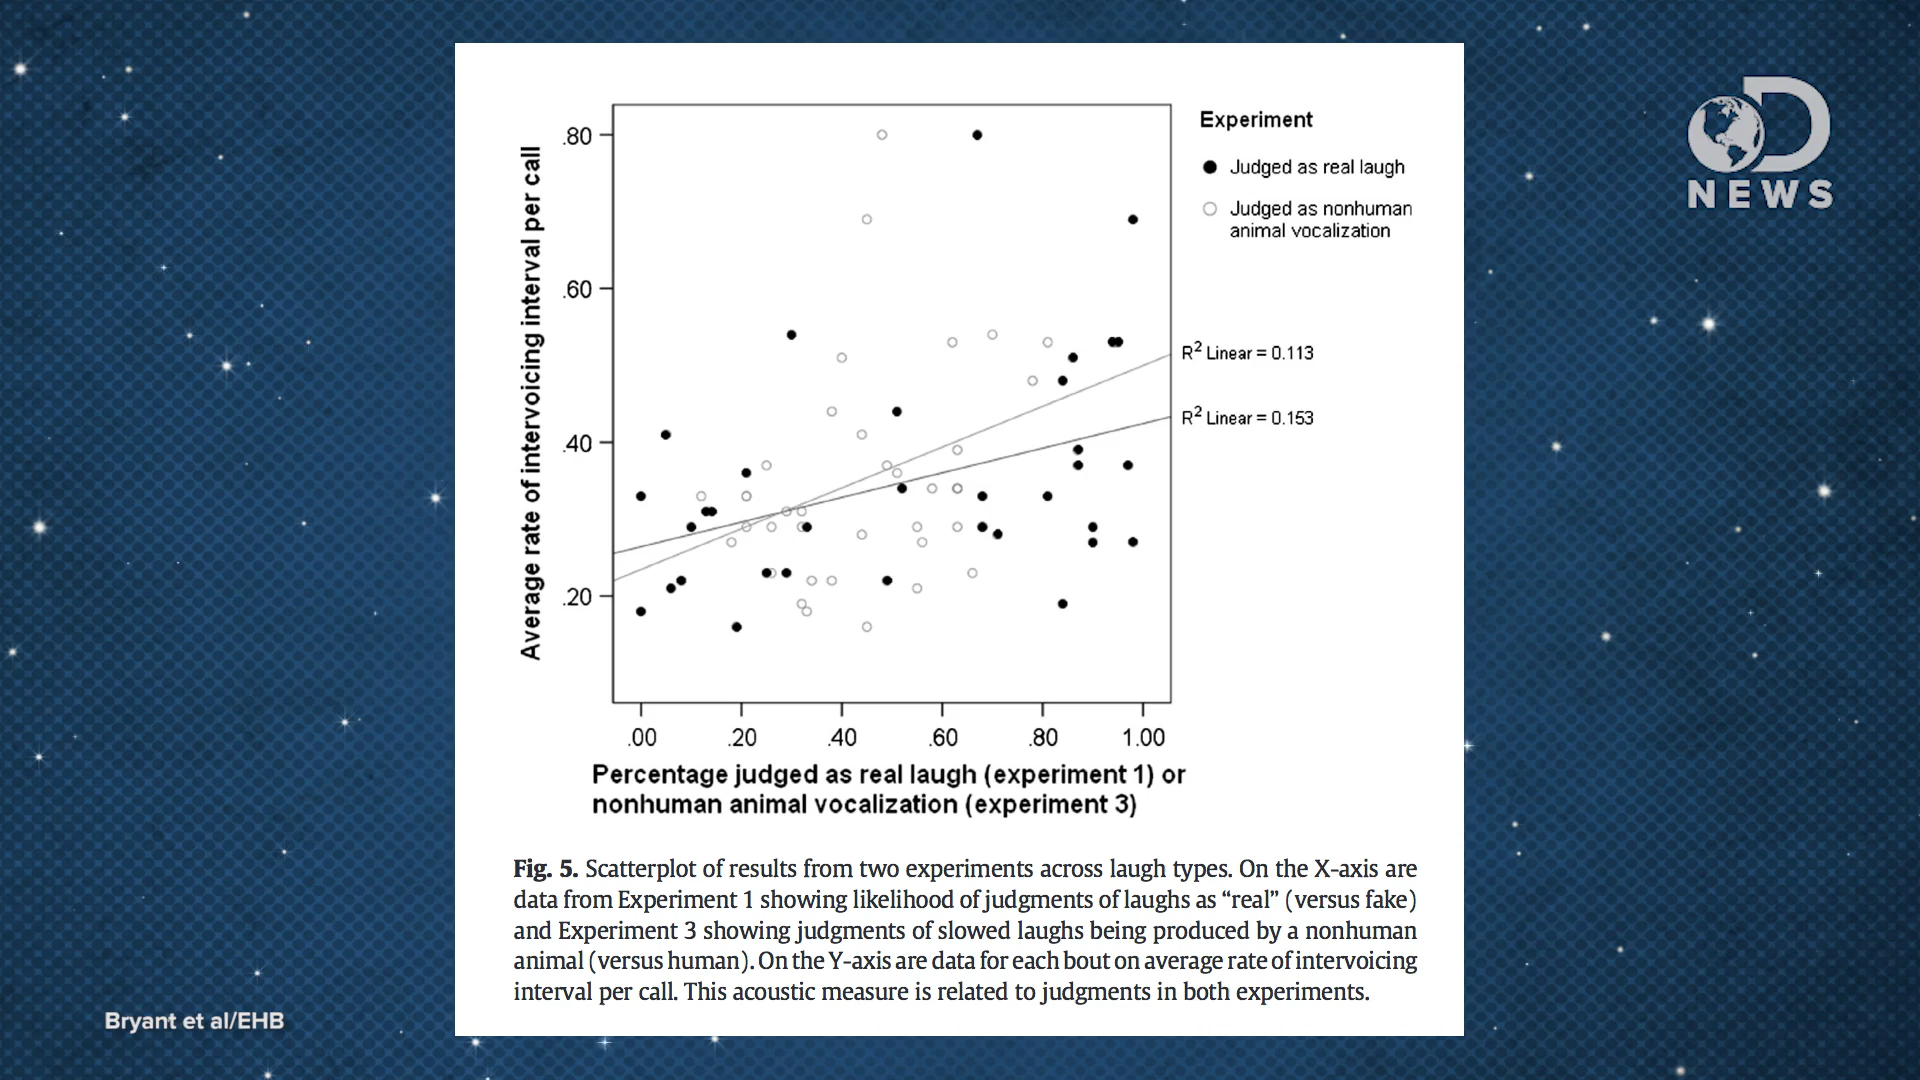 Experiment
Judged as real laugh
Judged as nonhuman
animal vocalization
NEWS
.80
.60
.40
.20
Average rate of intervoicing interval per call
R2 Linear = 0.113
R2 Linear = 0.153
.00 .20 .40 .60 .80 1.00
Percentage judged as real laugh (experiment 1) or
nonhuman animal vocalization (experiment 3)
Fig. 5. Scatterplot of results from two experiments across laugh types. On the X-axis are
data from Experiment 1 showing likelihood of judgments of laughs as “real” (versus fake)
and Experiment 3 showing judgments of slowed laughs being produced by a nonhuman
animal (versus human). On the Y-axis are data for each bout on average rate of intervoicing
interval per call. This acoustic measure is related to judgments in both experiments.
Bryant et al/EHB